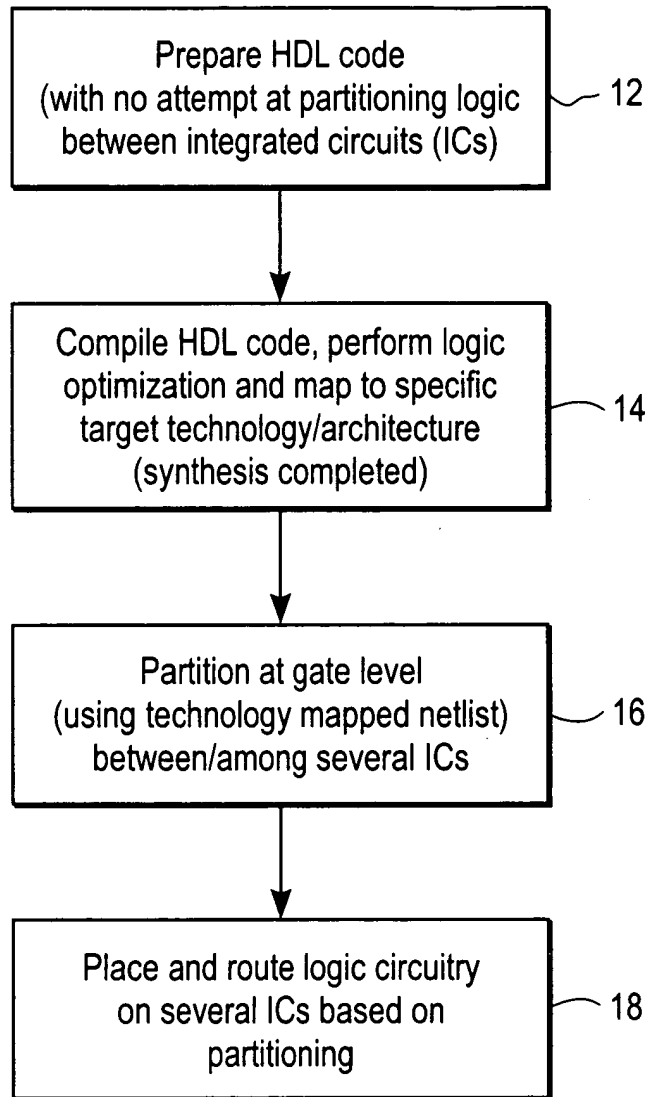 Prepare HDL code
(with no attempt at partitioning logic
between integrated circuits (ICs)
12
Compile HDL code, perform logic
optimization and map to specific
target technology/architecture
(synthesis completed)
14
Partition at gate level
(using technology mapped netlist)
between/among several ICs
16
Place and route logic circuitry
on several ICs based on
partitioning
18